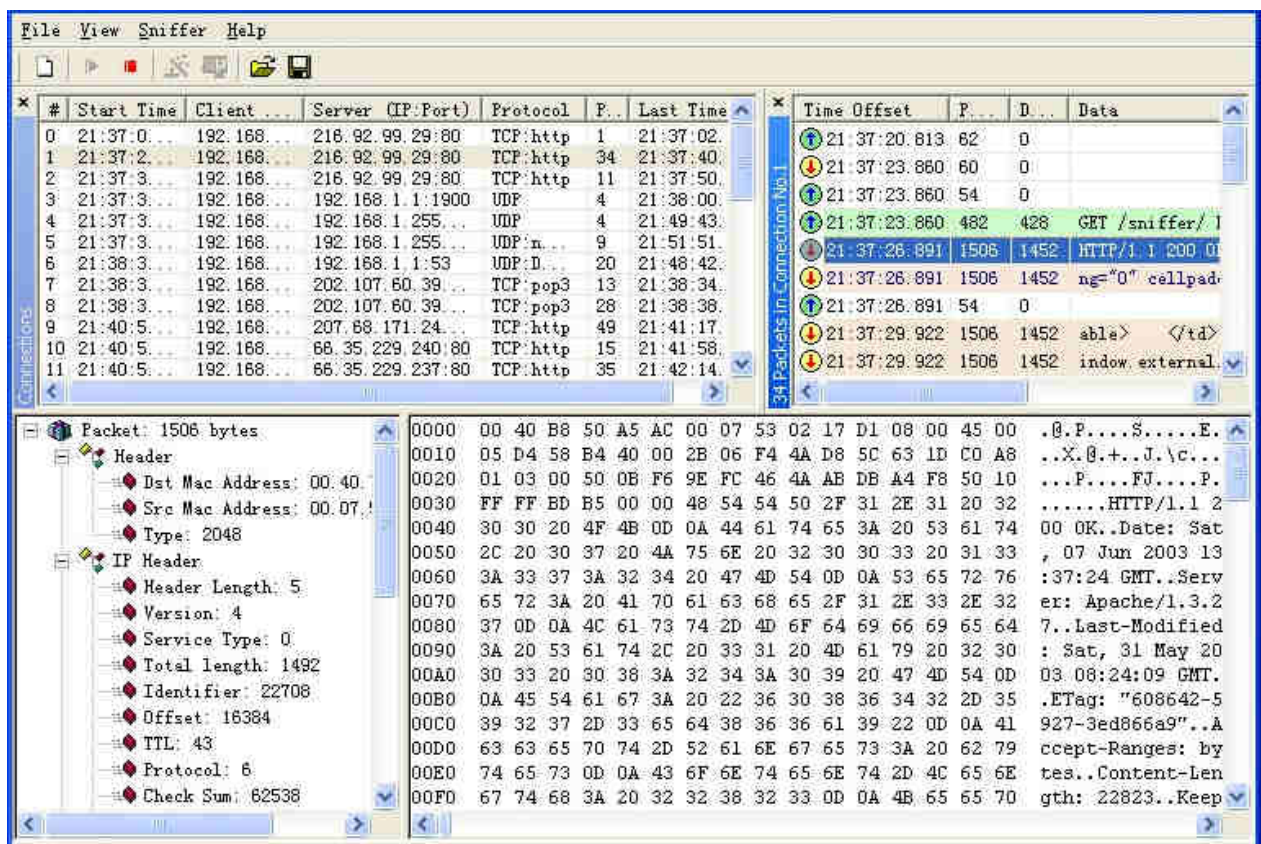 File View Sniffer Help
# Start Time Client ... Server (IP:Port) Protocol P.. Last Time
0 21:37:0... 192.168... 216.92.99.29:80 TCP:http 1 21:37:02.
1 21:37:2... 192.168... 216.92.99.29:80 TCP:http 34 21:37:40.
2 21:37:3... 192.168... 216.92.99.29:80 TCP:http 11 21:37:50.
3 21:37:3... 192.168... 192.168.1.1:1900 UDP 4 21:38:00.
4 21:37:3... 192.168... 192.168.1.255... UDP 4 21:49:43.
5 21:37:3... 192.168... 192.168.1.255... UDP:n... 9 21:51:51.
6 21:38:3... 192.168... 192.168.1.1:53 UDP:D... 20 21:48:42.
7 21:38:3... 192.168... 202.107.60.39... TCP:pop3 13 21:38:34.
8 21:38:3... 192.168... 202.107.60.39... TCP:pop3 28 21:38:38.
9 21:40:5... 192.168... 207.68.171.24... TCP:http 49 21:41:17.
10 21:40:5... 192.168... 66.35.229.240:80 TCP:http 15 21:41:58.
11 21:40:5... 192.168... 66.35.229.237:80 TCP:http 35 21:42:14.
Connections
34 Packets in Connection No.1
Time Offset P... D... Data
21:37:20.813 62 0
21:37:23.860 60 0
21:37:23.860 54 0
21:37:23.860 482 428 GET /sniffer/
21:37:26.891 1506 1452 HTTP/1.1 200
21:37:26.891 1506 1452 ng="0" cellpad
21:37:26.891 54 0
21:37:29.922 1506 1452 able> </td>
21:37:29.922 1506 1452 indow.external.
Packet: 1506 bytes
Header
Dst Mac Address: 00.40.
Src Mac Address: 00.07.
Type: 2048
IP Header
Header Length: 5
Version: 4
Service Type: 0
Total length: 1492
Identifier: 22708
Offset: 16384
TTL: 43
Protocol: 6
Check Sum: 62538
0000 00 40 B8 50 A5 AC 00 07 53 02 17 D1 08 00 45 00 .@.P....S.....E.
0010 05 D4 58 B4 40 00 2B 06 F4 4A D8 5C 63 1D C0 A8 ..X.@.+..J.\c...
0020 01 03 00 50 0B F6 9E FC 46 4A AB DB A4 F8 50 10 ...P....FJ....P.
0030 FF FF BD B5 00 00 48 54 54 50 2F 31 2E 31 20 32 ......HTTP/1.1 2
0040 30 30 20 4F 4B 0D 0A 44 61 74 65 3A 20 53 61 74 00 OK..Date: Sat
0050 2C 20 30 37 20 4A 75 6E 20 32 30 30 33 20 31 33 , 07 Jun 2003 13
0060 3A 33 37 3A 32 34 20 47 4D 54 0D 0A 53 65 72 76 :37:24 GMT..Serv
0070 65 72 3A 20 41 70 61 63 68 65 2F 31 2E 33 2E 32 er: Apache/1.3.2
0080 37 0D 0A 4C 61 73 74 2D 4D 6F 64 69 66 69 65 64 7..Last-Modified
0090 3A 20 53 61 74 2C 20 33 31 20 4D 61 79 20 32 30 : Sat, 31 May 20
00A0 30 33 20 30 38 3A 32 34 3A 30 39 20 47 4D 54 0D 03 08:24:09 GMT.
00B0 0A 45 54 61 67 3A 20 22 36 30 38 36 34 32 2D 35 .ETag: "608642-5
00C0 39 32 37 2D 33 65 64 38 36 36 61 39 22 0D 0A 41 927-3ed866a9"..A
00D0 63 63 65 70 74 2D 52 61 6E 67 65 73 3A 20 62 79 ccept-Ranges: by
00E0 74 65 73 0D 0A 43 6F 6E 74 65 6E 74 2D 4C 65 6E tes..Content-Len
00F0 67 74 68 3A 20 32 32 38 32 33 0D 0A 4B 65 65 70 gth: 22823..Keep